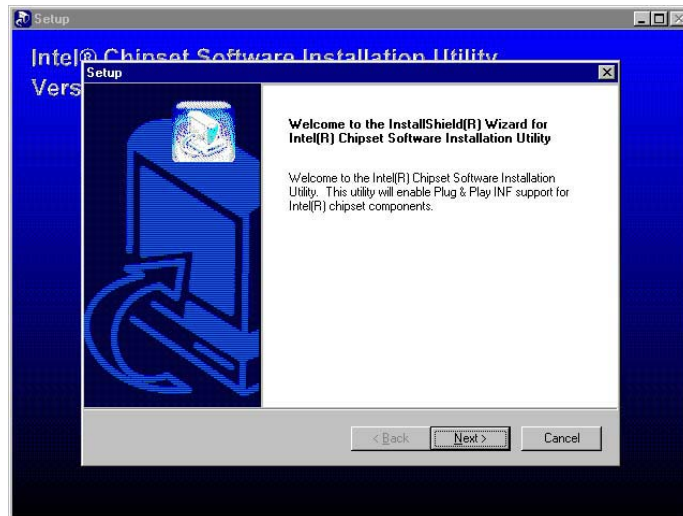 Setup
Intel® Chipset Software Installation Utility
Vers
Setup
Welcome to the InstallShield(R) Wizard for
Intel(R) Chipset Software Installation Utility
Welcome to the Intel(R) Chipset Software Installation
Utility. This utility will enable Plug & Play INF support for
Intel(R) chipset components.
< Back
Next >
Cancel